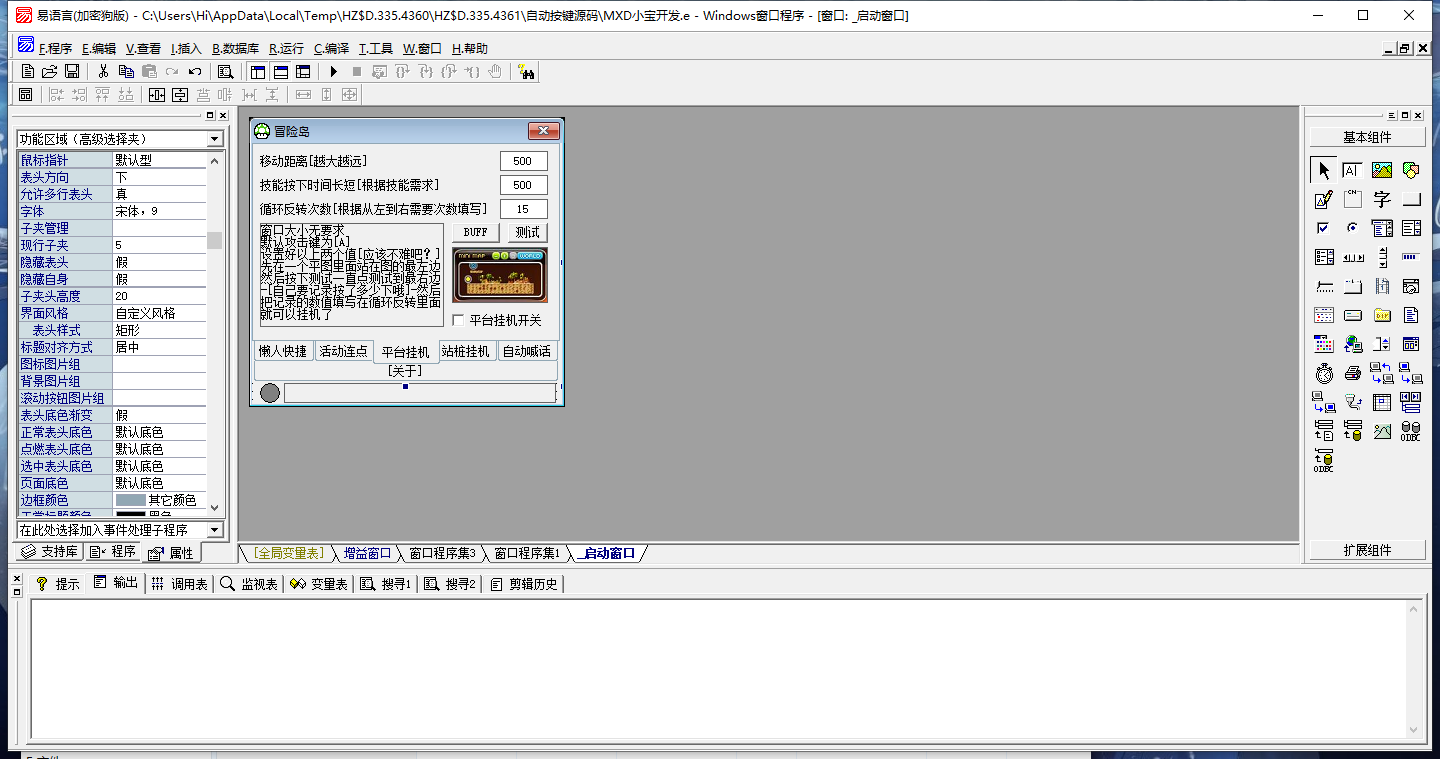 易语言(加密狗版) - C:\Users\Hi\AppData\Local\Temp\HZ$D.335.4360\HZ$D.335.4361\自动按键源码\MXD小宝开发.e - Windows窗口程序 - [窗口: _启动窗口]
F.程序 E.编辑 V.查看 I.插入 B.数据库 R.运行 C.编译 T.工具 W.窗口 H.帮助
功能区域（高级选择夹）
鼠标指针 默认型
表头方向 下
允许多行表头 真
字体 宋体，9
子夹管理
现行子夹 5
隐藏表头 假
隐藏自身 假
子夹头高度 20
界面风格 自定义风格
表头样式 矩形
标题对齐方式 居中
图标图片组
背景图片组
滚动按钮图片组
表头底色渐变 假
正常表头底色 默认底色
点燃表头底色 默认底色
选中表头底色 默认底色
页面底色 默认底色
边框颜色 其它颜色
正常标题颜色 黑色
在此处选择加入事件处理子程序
支持库 程序 属性
冒险岛
移动距离[越大越远] 500
技能按下时间长短[根据技能需求] 500
循环反转次数[根据从左到右需要次数填写] 15
窗口大小无要求
默认攻击键为[A]
设置好以上两个值[应该不难吧？]
先在一个平图里面站在图的最左边
然后按下测试一直点测试到最右边
-[自己要记录按了多少下哦]-然后
把记录的数值填写在循环反转里面
就可以挂机了
BUFF 测试
MINI MAP WORLD
平台挂机开关
懒人快捷 活动连点 平台挂机 站桩挂机 自动喊话
[关于]
[全局变量表] 增益窗口 窗口程序集3 窗口程序集1 _启动窗口
基本组件
A
CN
字
DIR
ODBC
ODBC
扩展组件
提示 输出 调用表 监视表 变量表 搜寻1 搜寻2 剪辑历史